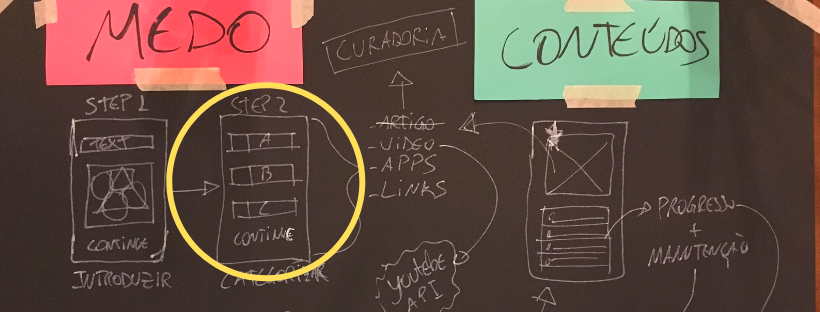 MEDO
CURADORIA
CONTEÚDOS
STEP 1
TEXT
CONTINUE
INTRODUZIR
STEP 2
A
B
C
CONTINUE
CATEGORIZAR
- ARTIGO
- VIDEO
- APPS
- LINKS
youtube
API
PROGRESSO
+
MANUTENÇÃO